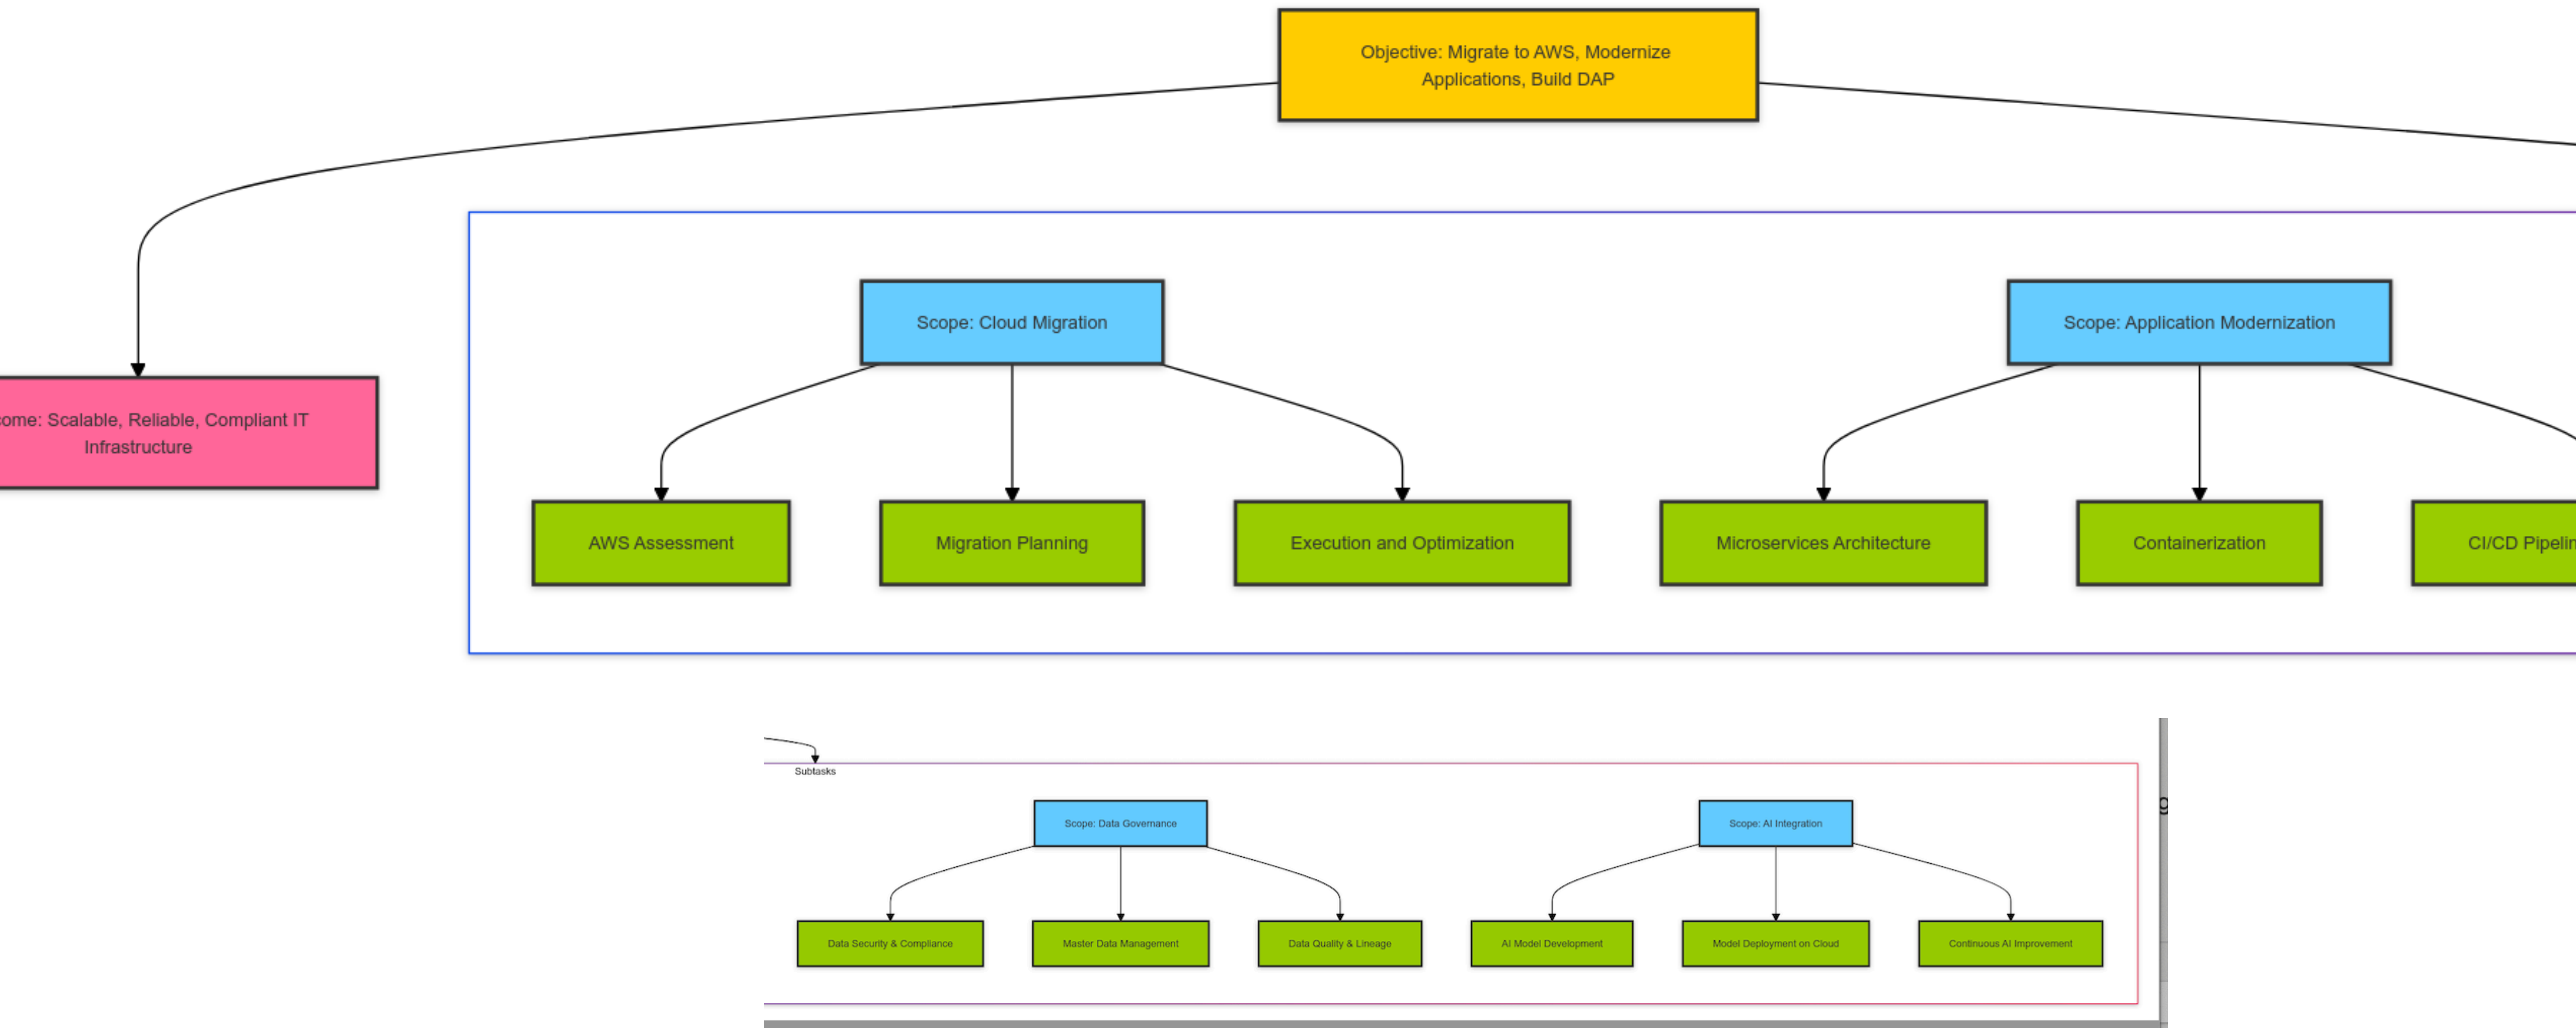 Objective: Migrate to AWS, Modernize
Applications, Build DAP
Scope: Cloud Migration
Scope: Application Modernization
come: Scalable, Reliable, Compliant IT
Infrastructure
AWS Assessment
Migration Planning
Execution and Optimization
Microservices Architecture
Containerization
CI/CD Pipelin
Subtasks
Scope: Data Governance
Scope: AI Integration
Data Security & Compliance
Master Data Management
Data Quality & Lineage
AI Model Development
Model Deployment on Cloud
Continuous AI Improvement